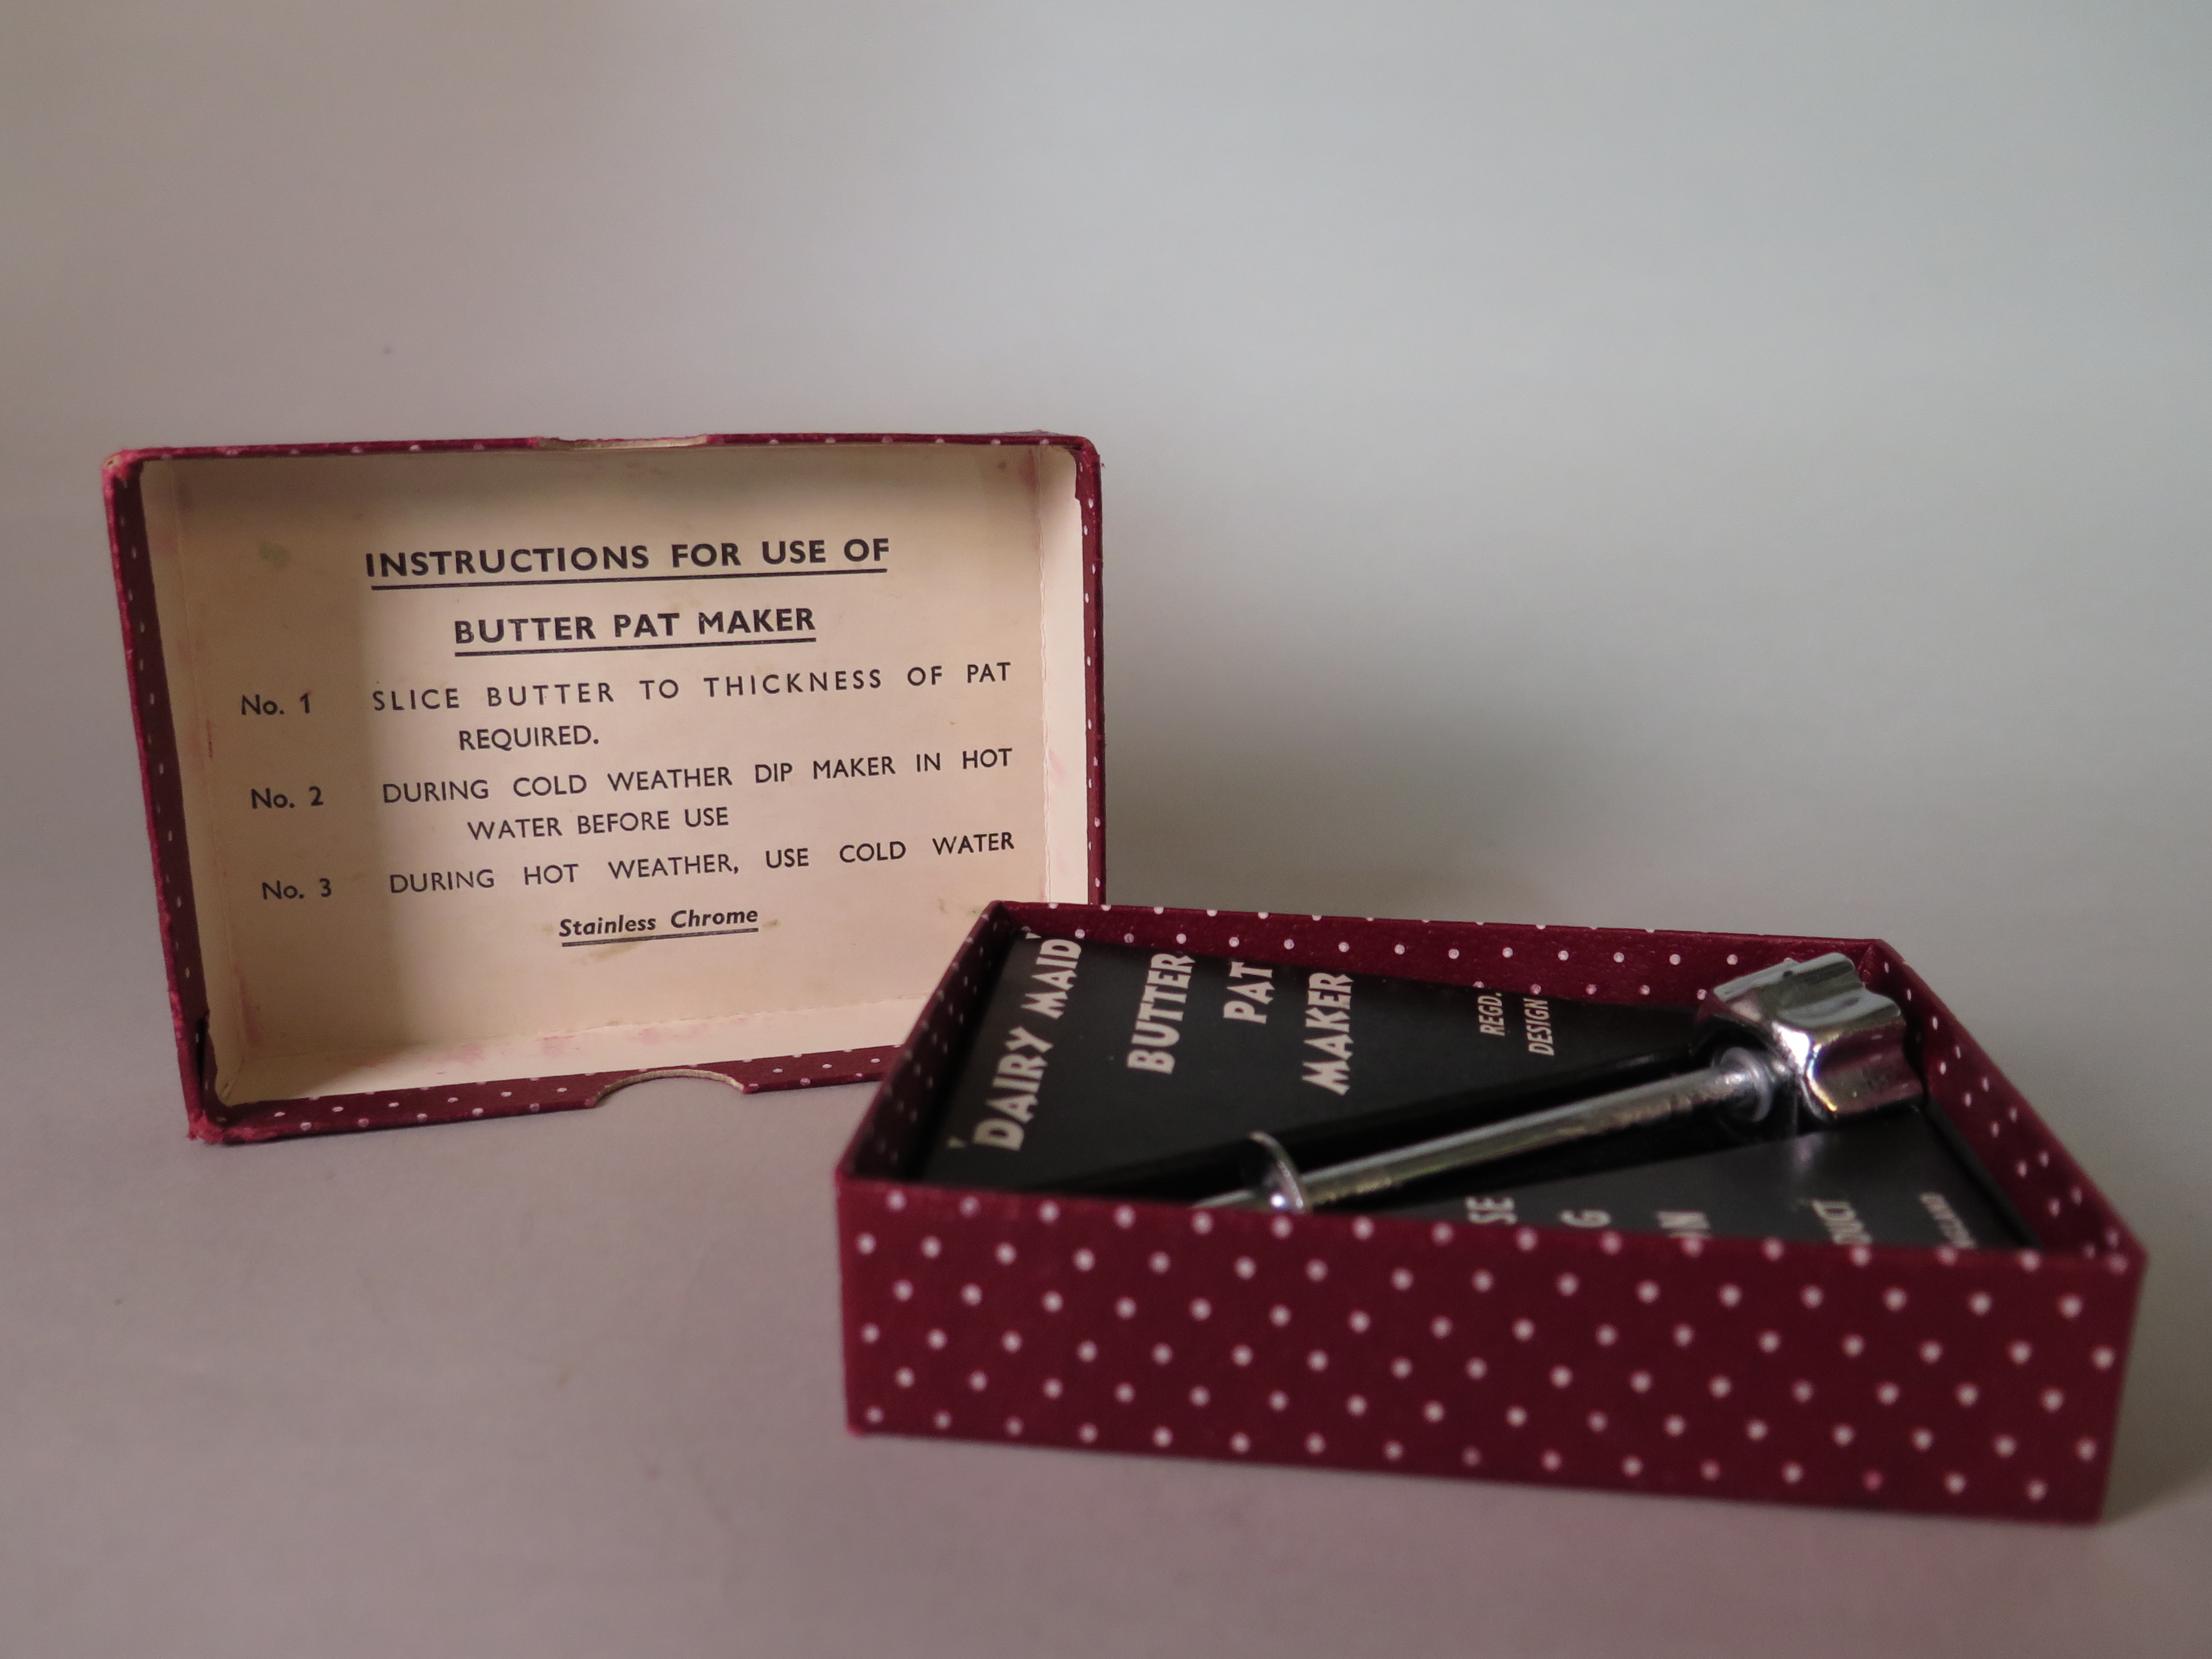 INSTRUCTIONS FOR USE OF
BUTTER PAT MAKER
No. 1 SLICE BUTTER TO THICKNESS OF PAT
REQUIRED.
No. 2 DURING COLD WEATHER DIP MAKER IN HOT
WATER BEFORE USE
No. 3 DURING HOT WEATHER, USE COLD WATER
Stainless Chrome
'DAIRY MAID'
BUTTER
PAT
MAKER
REGD.
DESIGN